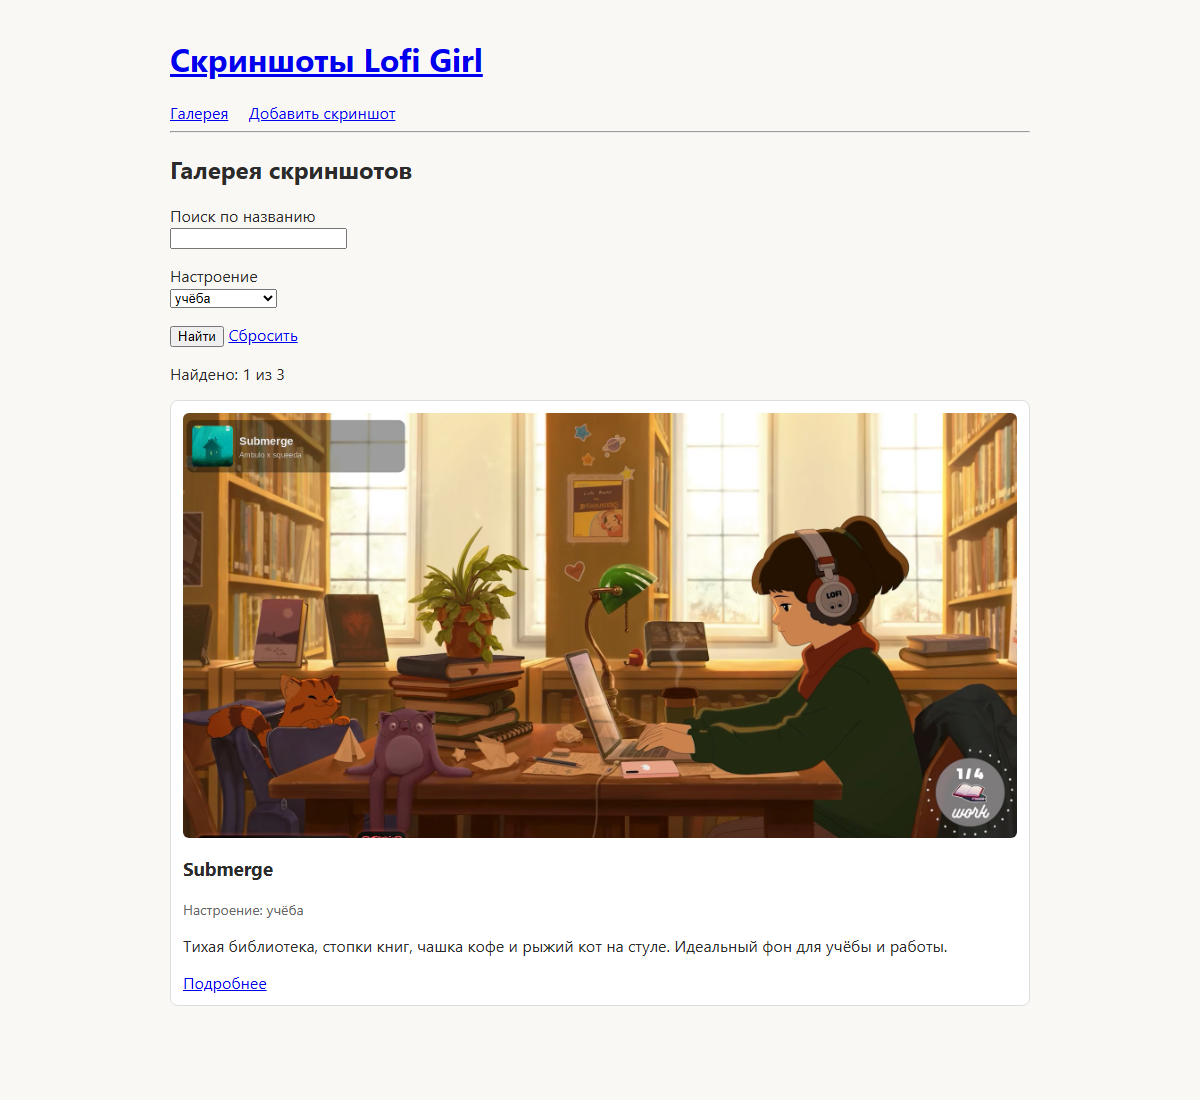 Скриншоты Lofi Girl
Галерея Добавить скриншот
Галерея скриншотов
Поиск по названию
Настроение
учёба
Найти Сбросить
Найдено: 1 из 3
Submerge
Ambulo x squeeda
LOFI
1/4
work
Submerge
Настроение: учёба
Тихая библиотека, стопки книг, чашка кофе и рыжий кот на стуле. Идеальный фон для учёбы и работы.
Подробнее